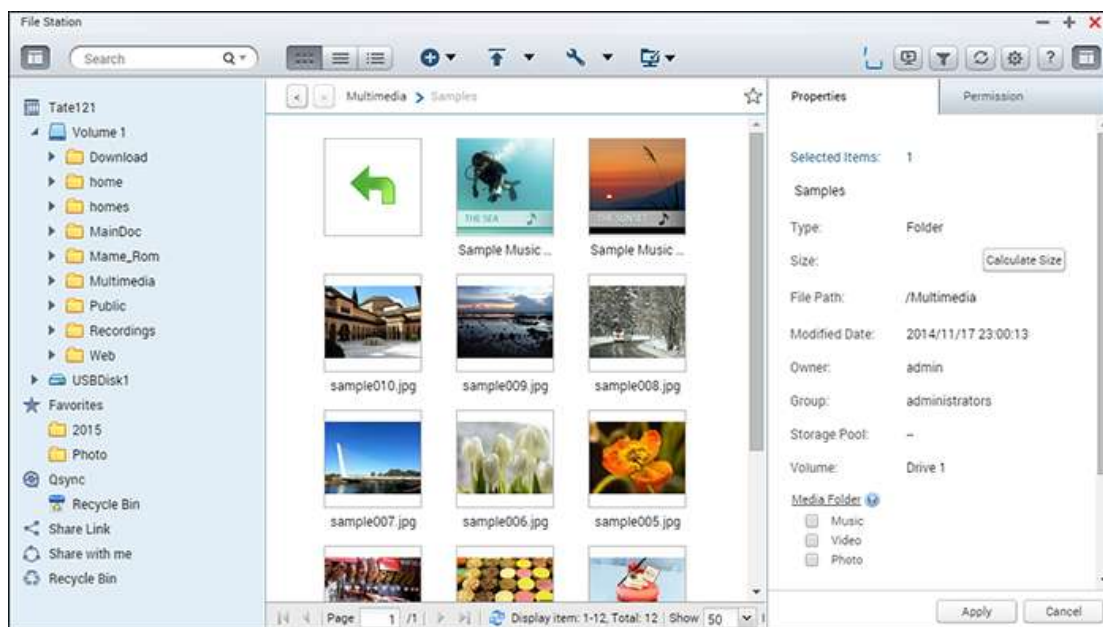 File Station
Search
Tate121
Volume 1
Download
home
homes
MainDoc
Mame_Rom
Multimedia
Public
Recordings
Web
USBDisk1
Favorites
2015
Photo
Qsync
Recycle Bin
Share Link
Share with me
Recycle Bin
Multimedia > Samples
THE SEA
THE SUNSET
Sample Music ...
Sample Music ...
sample010.jpg
sample009.jpg
sample008.jpg
sample007.jpg
sample006.jpg
sample005.jpg
Page 1 /1
Display item: 1-12, Total: 12
Show 50
Properties
Permission
Selected Items: 1
Samples
Type: Folder
Size: Calculate Size
File Path: /Multimedia
Modified Date: 2014/11/17 23:00:13
Owner: admin
Group: administrators
Storage Pool: --
Volume: Drive 1
Media Folder
Music
Video
Photo
Apply
Cancel